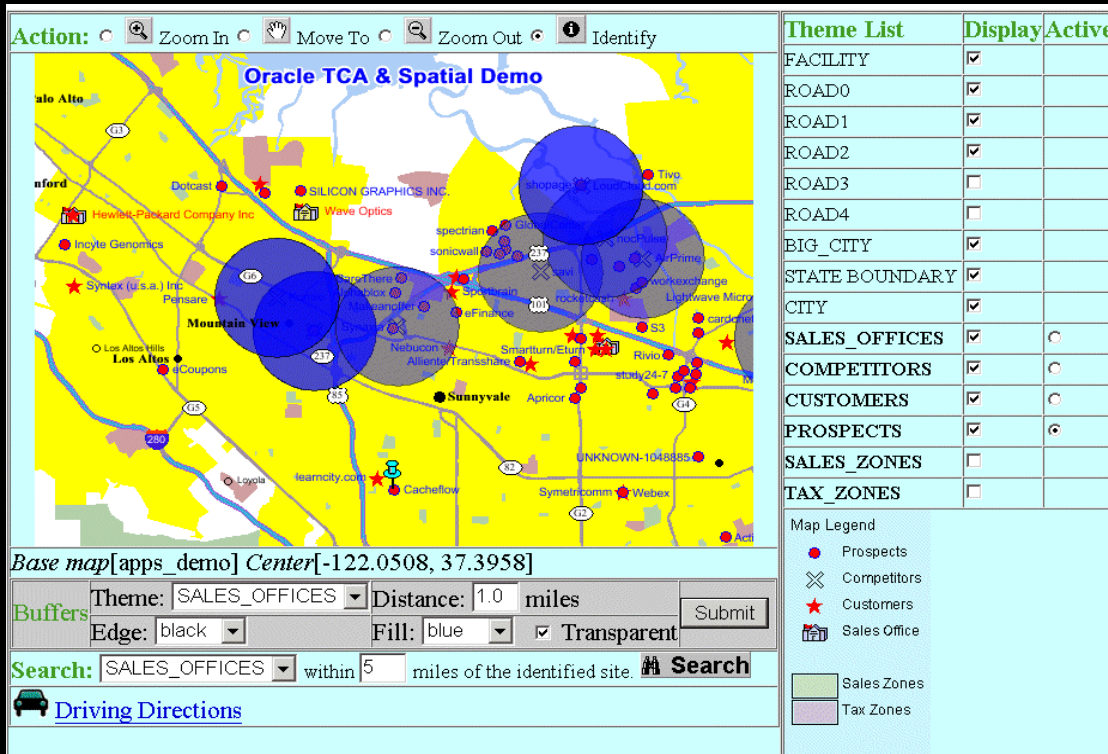 Action: Zoom In Move To Zoom Out Identify
Oracle TCA & Spatial Demo
alo Alto
G3
nford
Dotcast
SILICON GRAPHICS INC.
Hewlett-Packard Company Inc
Wave Optics
shopage
LoudCloud.com
Tivo
spectrian
sonicwall
237
nocPulse
AirPrime
Incyte Genomics
G6
savi
workexchange
Syntex (u.s.a.) Inc
Pensare
Sportbrain
101
rocketcash
Lightwave Micro
Makeanoffer
eFinance
cardche
Mountain View
Synapta
S3
Los Altos Hills
Los Altos
237
Nebucon
Alliente/Transshare
Smartturn/Eturn
Rivio
eCoupons
study24-7
85
Sunnyvale
Apricor
G5
G4
280
UNKNOWN-1048885
learncity.com
82
Loyola
Cacheflow
Symetricomm
Webex
G2
Acti
Base map[apps_demo] Center[-122.0508, 37.3958]
Buffers
Theme: SALES_OFFICES Distance: 1.0 miles
Submit
Edge: black Fill: blue Transparent
Search: SALES_OFFICES within 5 miles of the identified site. Search
Driving Directions
Theme List Display Active
FACILITY
ROAD0
ROAD1
ROAD2
ROAD3
ROAD4
BIG_CITY
STATE BOUNDARY
CITY
SALES_OFFICES
COMPETITORS
CUSTOMERS
PROSPECTS
SALES_ZONES
TAX_ZONES
Map Legend
Prospects
Competitors
Customers
Sales Office
Sales Zones
Tax Zones